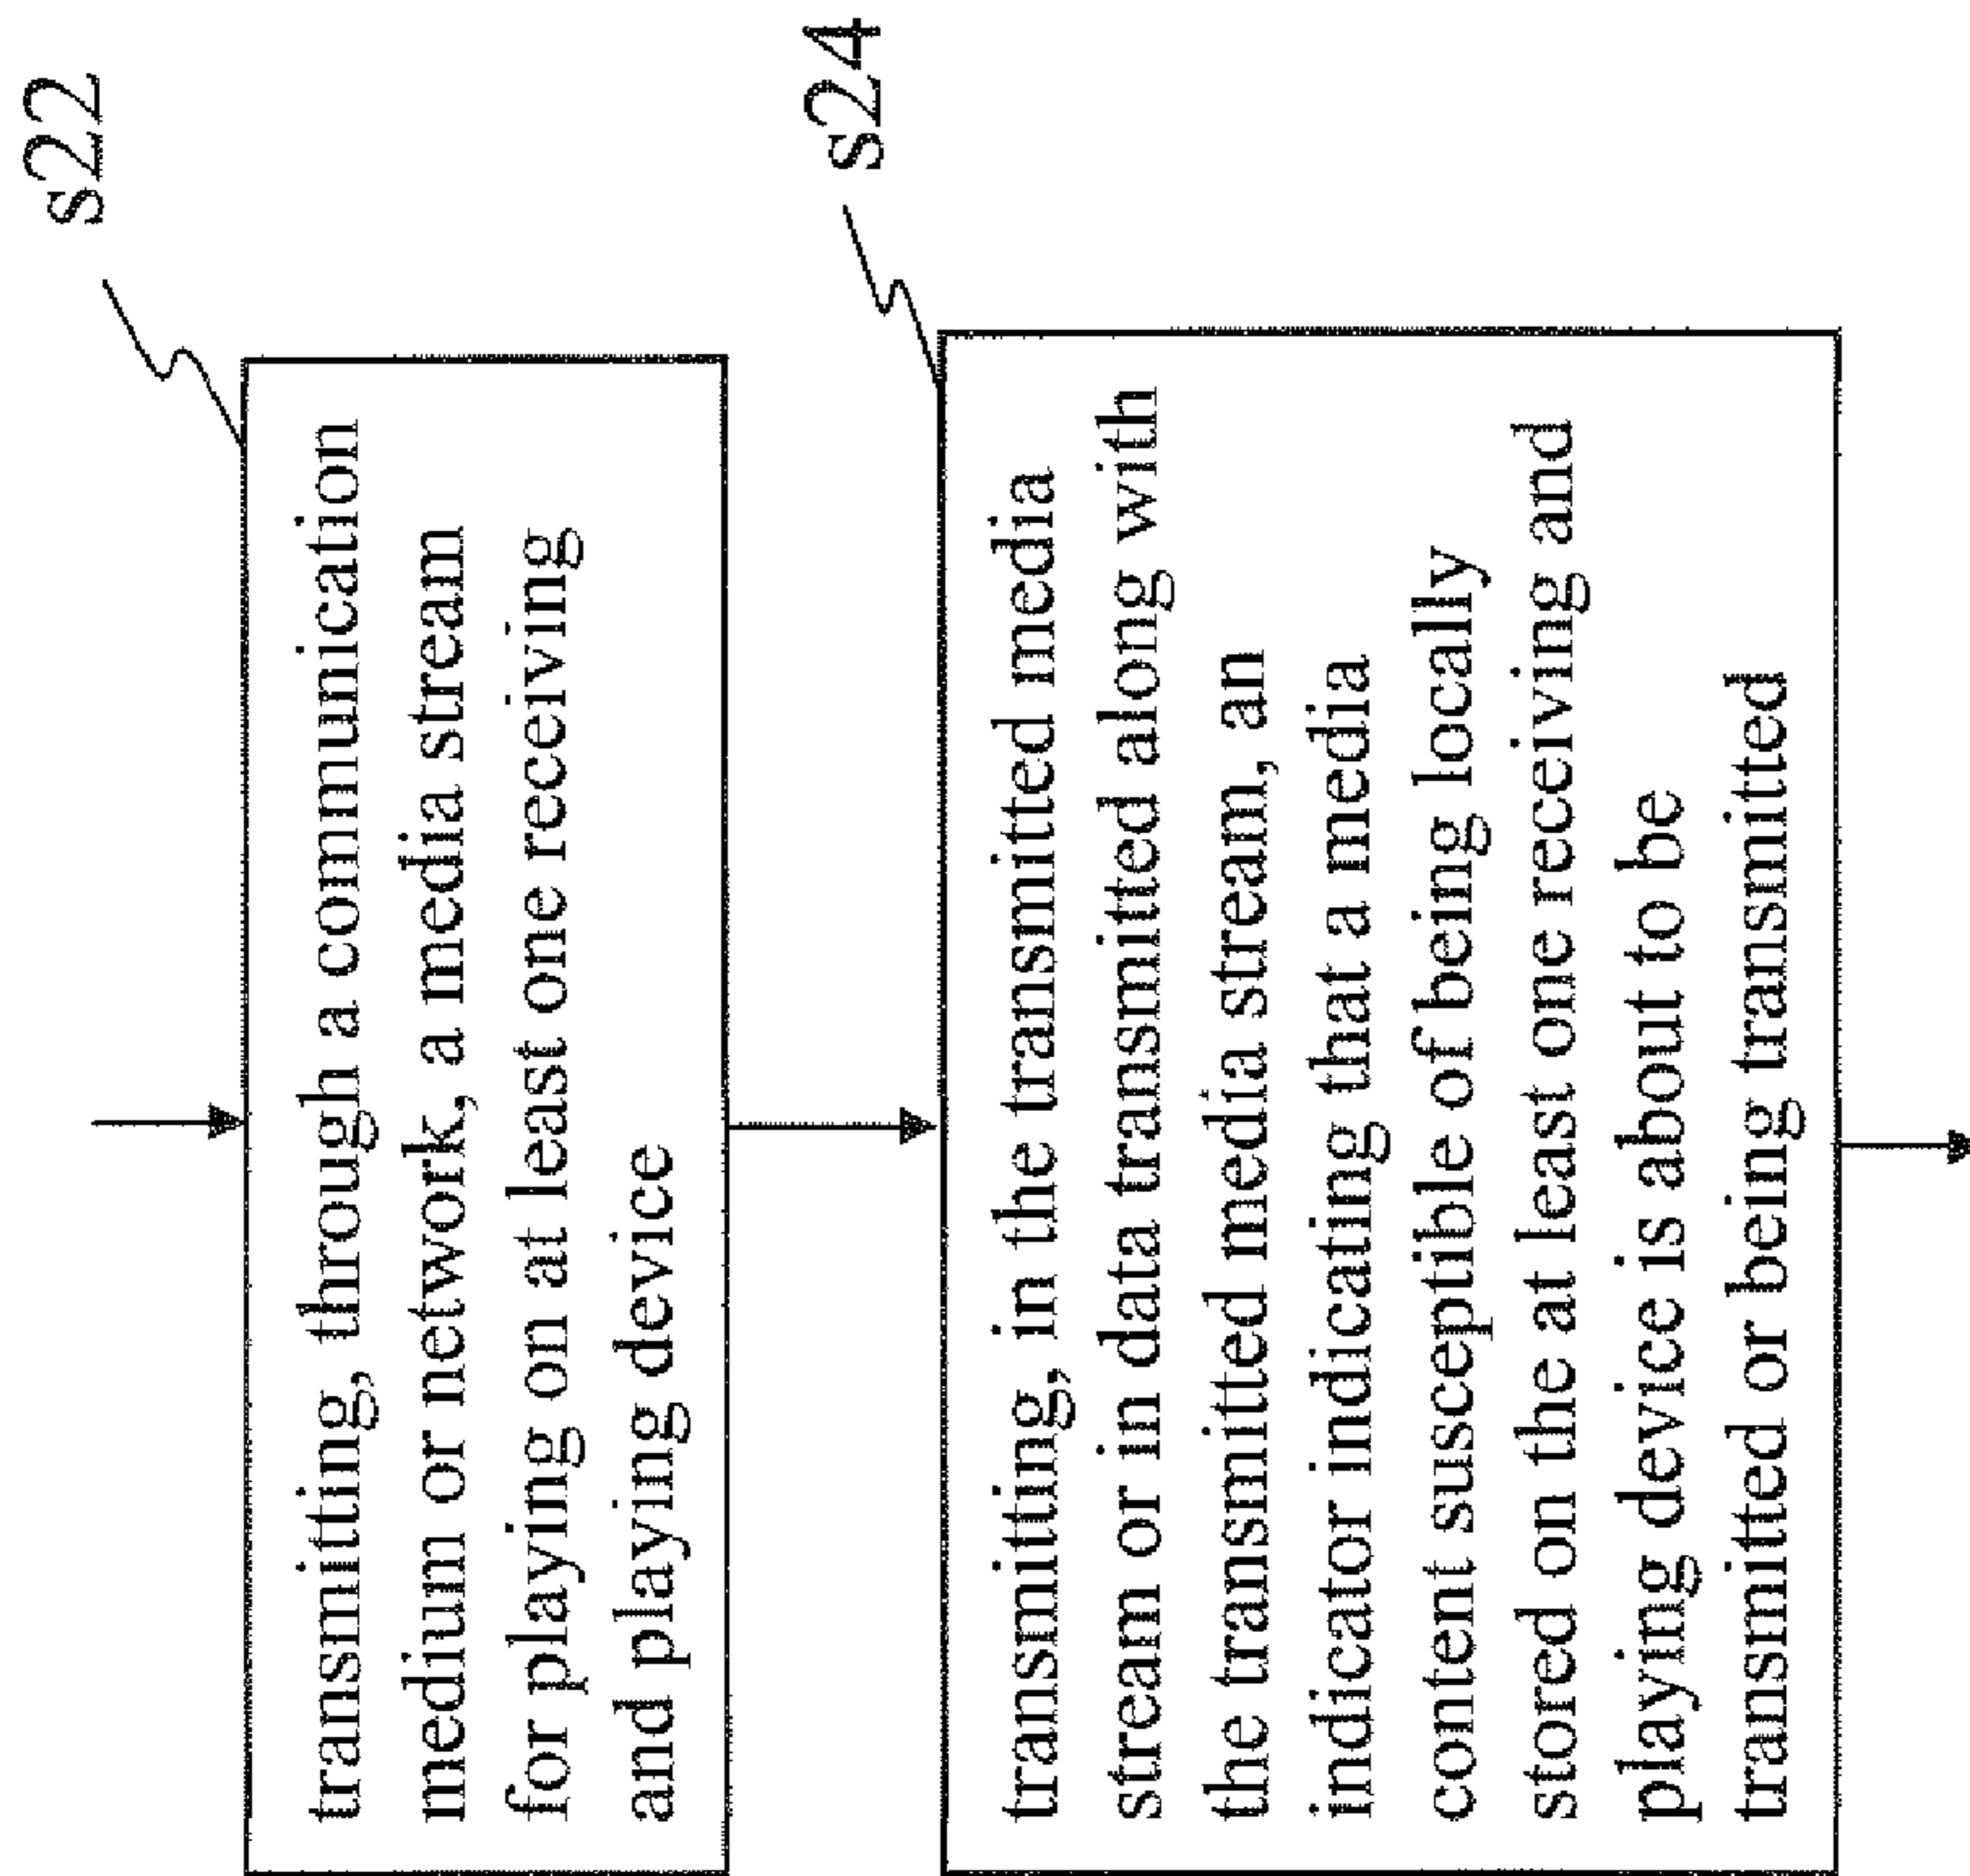 s22
transmitting, through a communication
medium or network, a media stream
for playing on at least one receiving
and playing device
s24
transmitting, in the transmitted media
stream or in data transmitted along with
the transmitted media stream, an
indicator indicating that a media
content susceptible of being locally
stored on the at least one receiving and
playing device is about to be
transmitted or being transmitted